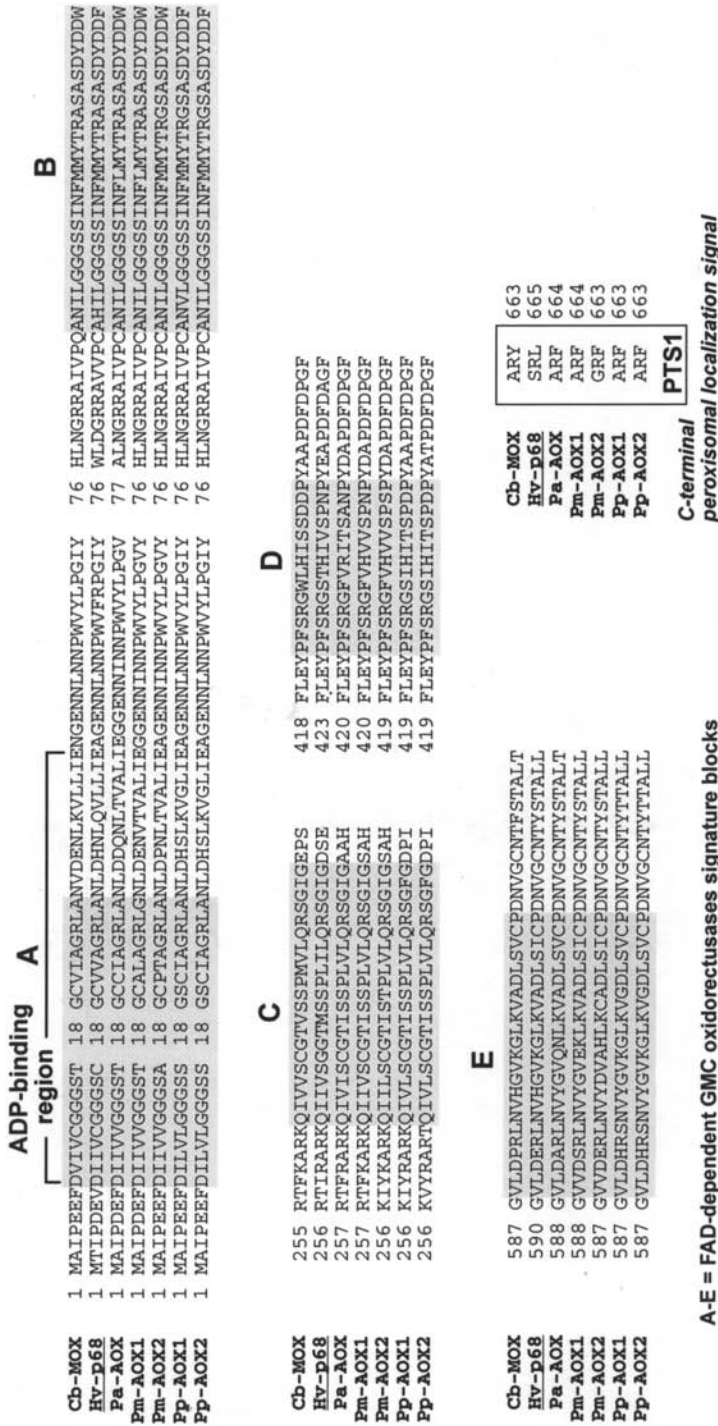 ADP-binding
region
A
B
Cb-MOX 1 MAIPEEFDVIVCGGGST 18 GCVIAGRLANVDENLKVLLIENGENNLNNPWVYLPGIY 76 HLNGRRAIVPQANILGGGSSINFMMYTRASASDYDDW
Hv-p68 1 MTIPDEVDIIVCGGGSC 18 GCVVAGRLANLDHNLQVLLIEAGENNLNNPWVFRPGIY 76 WLDGRRAVVPCAHILGGGSSINFMMYTRASASDYDDF
Pa-AOX 1 MAIPDEFDIIVVGGGST 18 GCCIAGRLANLDDQNLTVALIEGGENNINNPWVYLPGV 77 ALNGRRAIVPCANILGGGSSINFLMYTRASASDYDDW
Pm-AOX1 1 MAIPDEFDIIVVGGGST 18 GCALAGRLGNLDENVTVALIEGGENNINNPWVYLPGVY 76 HLNGRRAIVPCANILGGGSSINFLMYTRASASDYDDW
Pm-AOX2 1 MAIPEEFDIIVVGGGSA 18 GCPTAGRLANLDPNLTVALIEAGENNINNPWVYLPGVY 76 HLNGRRAIVPCANILGGGSSINFMMYTRGSASDYDDW
Pp-AOX1 1 MAIPEEFDILVLGGGSS 18 GSCIAGRLANLDHSLKVGLIEAGENNLNNPWVYLPGIY 76 HLNGRRAIVPCANVLGGGSSINFMMYTRGSASDYDDF
Pp-AOX2 1 MAIPEEFDILVLGGGSS 18 GSCIAGRLANLDHSLKVGLIEAGENNLNNPWVYLPGIY 76 HLNGRRAIVPCANILGGGSSINFMMYTRGSASDYDDF
C
D
Cb-MOX 255 RTFKARKQIVVSCGTVSSPMVLQRSGIGEPS 418 FLEYPFSRGWLHISSDDPYAAPDFDPGF
Hv-p68 256 RTIRARKQIIVSGGTMSSPLILQRSGIGDSE 423 FLEYPFSRGSTHIVSPNPYEAPDFDAGF
Pa-AOX 257 RTFRARKQIVISCGTISSPLVLQRSGIGAAH 420 FLEYPFSRGFVRITSANPYDAPDFDPGF
Pm-AOX1 257 RTFKARKQIIVSCGTISSPLVLQRSGIGSAH 420 FLEYPFSRGFVHVVSPNPYDAPDFDPGF
Pm-AOX2 256 KIYKARKQIILSCGTISTPLVLQRSGIGSAH 419 FLEYPFSRGFVHVVSPSPYDAPDFDPGF
Pp-AOX1 256 KIYRARKQIVLSCGTISSPLVLQRSGFGDPI 419 FLEYPFSRGSIHITSPDPYAAPDFDPGF
Pp-AOX2 256 KVYRARTQIVLSCGTISSPLVLQRSGFGDPI 419 FLEYPFSRGSIHITSPDPYATPDFDPGF
E
Cb-MOX 587 GVLDPRLNVHGVKGLKVADLSVCPDNVGCNTFSTALT
Hv-p68 590 GVLDERLNVHGVKGLKVADLSICPDNVGCNTYSTALL
Pa-AOX 588 GVLDARLNVYGVQNLKVADLSVCPDNVGCNTYSTALT
Pm-AOX1 588 GVVDSRLNVYGVEKLKVADLSICPDNVGCNTYSTALL
Pm-AOX2 587 GVVDERLNVYDVAHLKCADLSICPDNVGCNTYSTALL
Pp-AOX1 587 GVLDHRSNVYGVKGLKVGDLSVCPDNVGCNTYTTALL
Pp-AOX2 587 GVLDHRSNVYGVKGLKVGDLSVCPDNVGCNTYTTALL
Cb-MOX ARY 663
Hv-p68 SRL 665
Pa-AOX ARF 664
Pm-AOX1 ARF 664
Pm-AOX2 GRF 663
Pp-AOX1 ARF 663
Pp-AOX2 ARF 663
PTS1
C-terminal
peroxisomal localization signal
A-E = FAD-dependent GMC oxidorectusases signature blocks